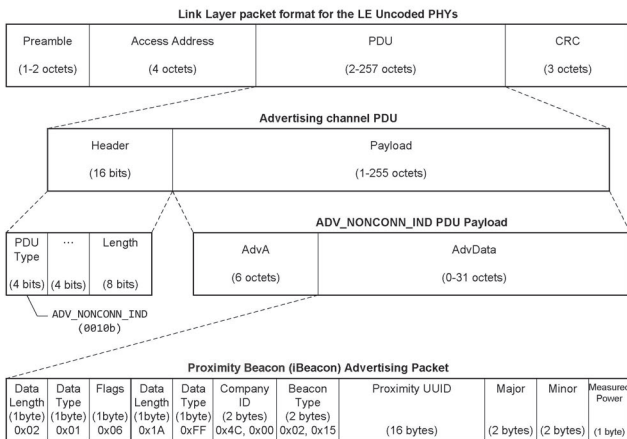 Link Layer packet format for the LE Uncoded PHYs
Preamble
(1-2 octets)
Access Address
(4 octets)
PDU
(2-257 octets)
CRC
(3 octets)
Advertising channel PDU
Header
(16 bits)
Payload
(1-255 octets)
ADV_NONCONN_IND PDU Payload
PDU
Type
(4 bits)
...
(4 bits)
Length
(8 bits)
AdvA
(6 octets)
AdvData
(0-31 octets)
ADV_NONCONN_IND
(0010b)
Proximity Beacon (iBeacon) Advertising Packet
Data
Length
(1byte)
0x02
Data
Type
(1byte)
0x01
Flags
(1byte)
0x06
Data
Length
(1byte)
0x1A
Data
Type
(1byte)
0xFF
Company
ID
(2 bytes)
0x4C, 0x00
Beacon
Type
(2 bytes)
0x02, 0x15
Proximity UUID
(16 bytes)
Major
(2 bytes)
Minor
(2 bytes)
Measured
Power
(1 byte)